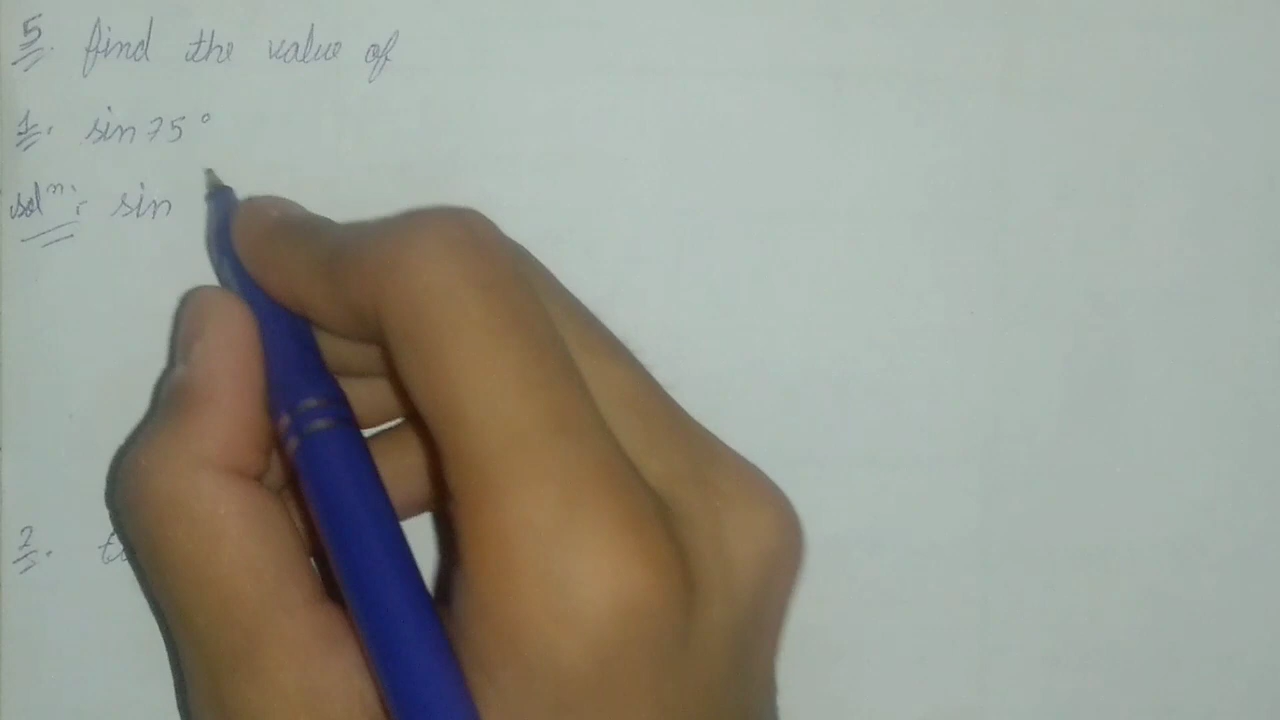 5. find the value of
1. sin 75°
solⁿ: sin
2.